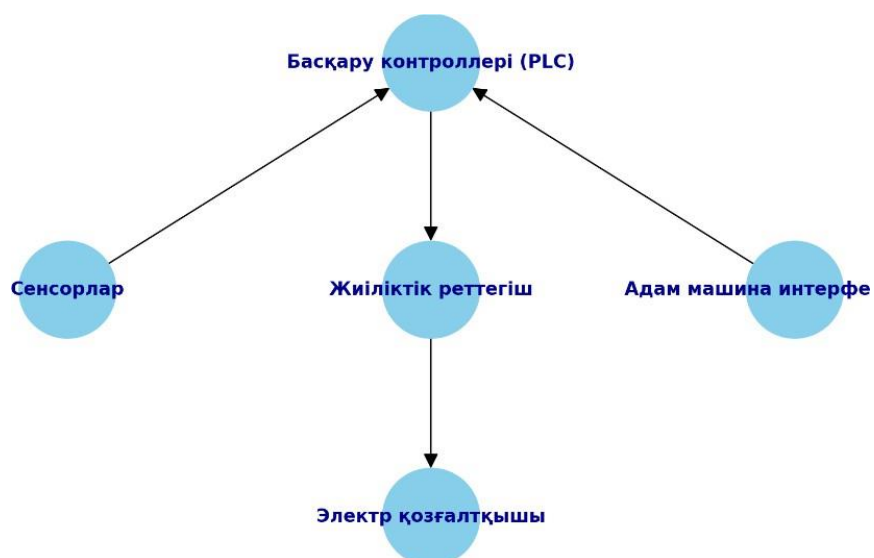 Басқару контроллері (PLC)
Сенсорлар
Жиіліктік реттегіш
Адам машина интерфе
Электр қозғалтқышы